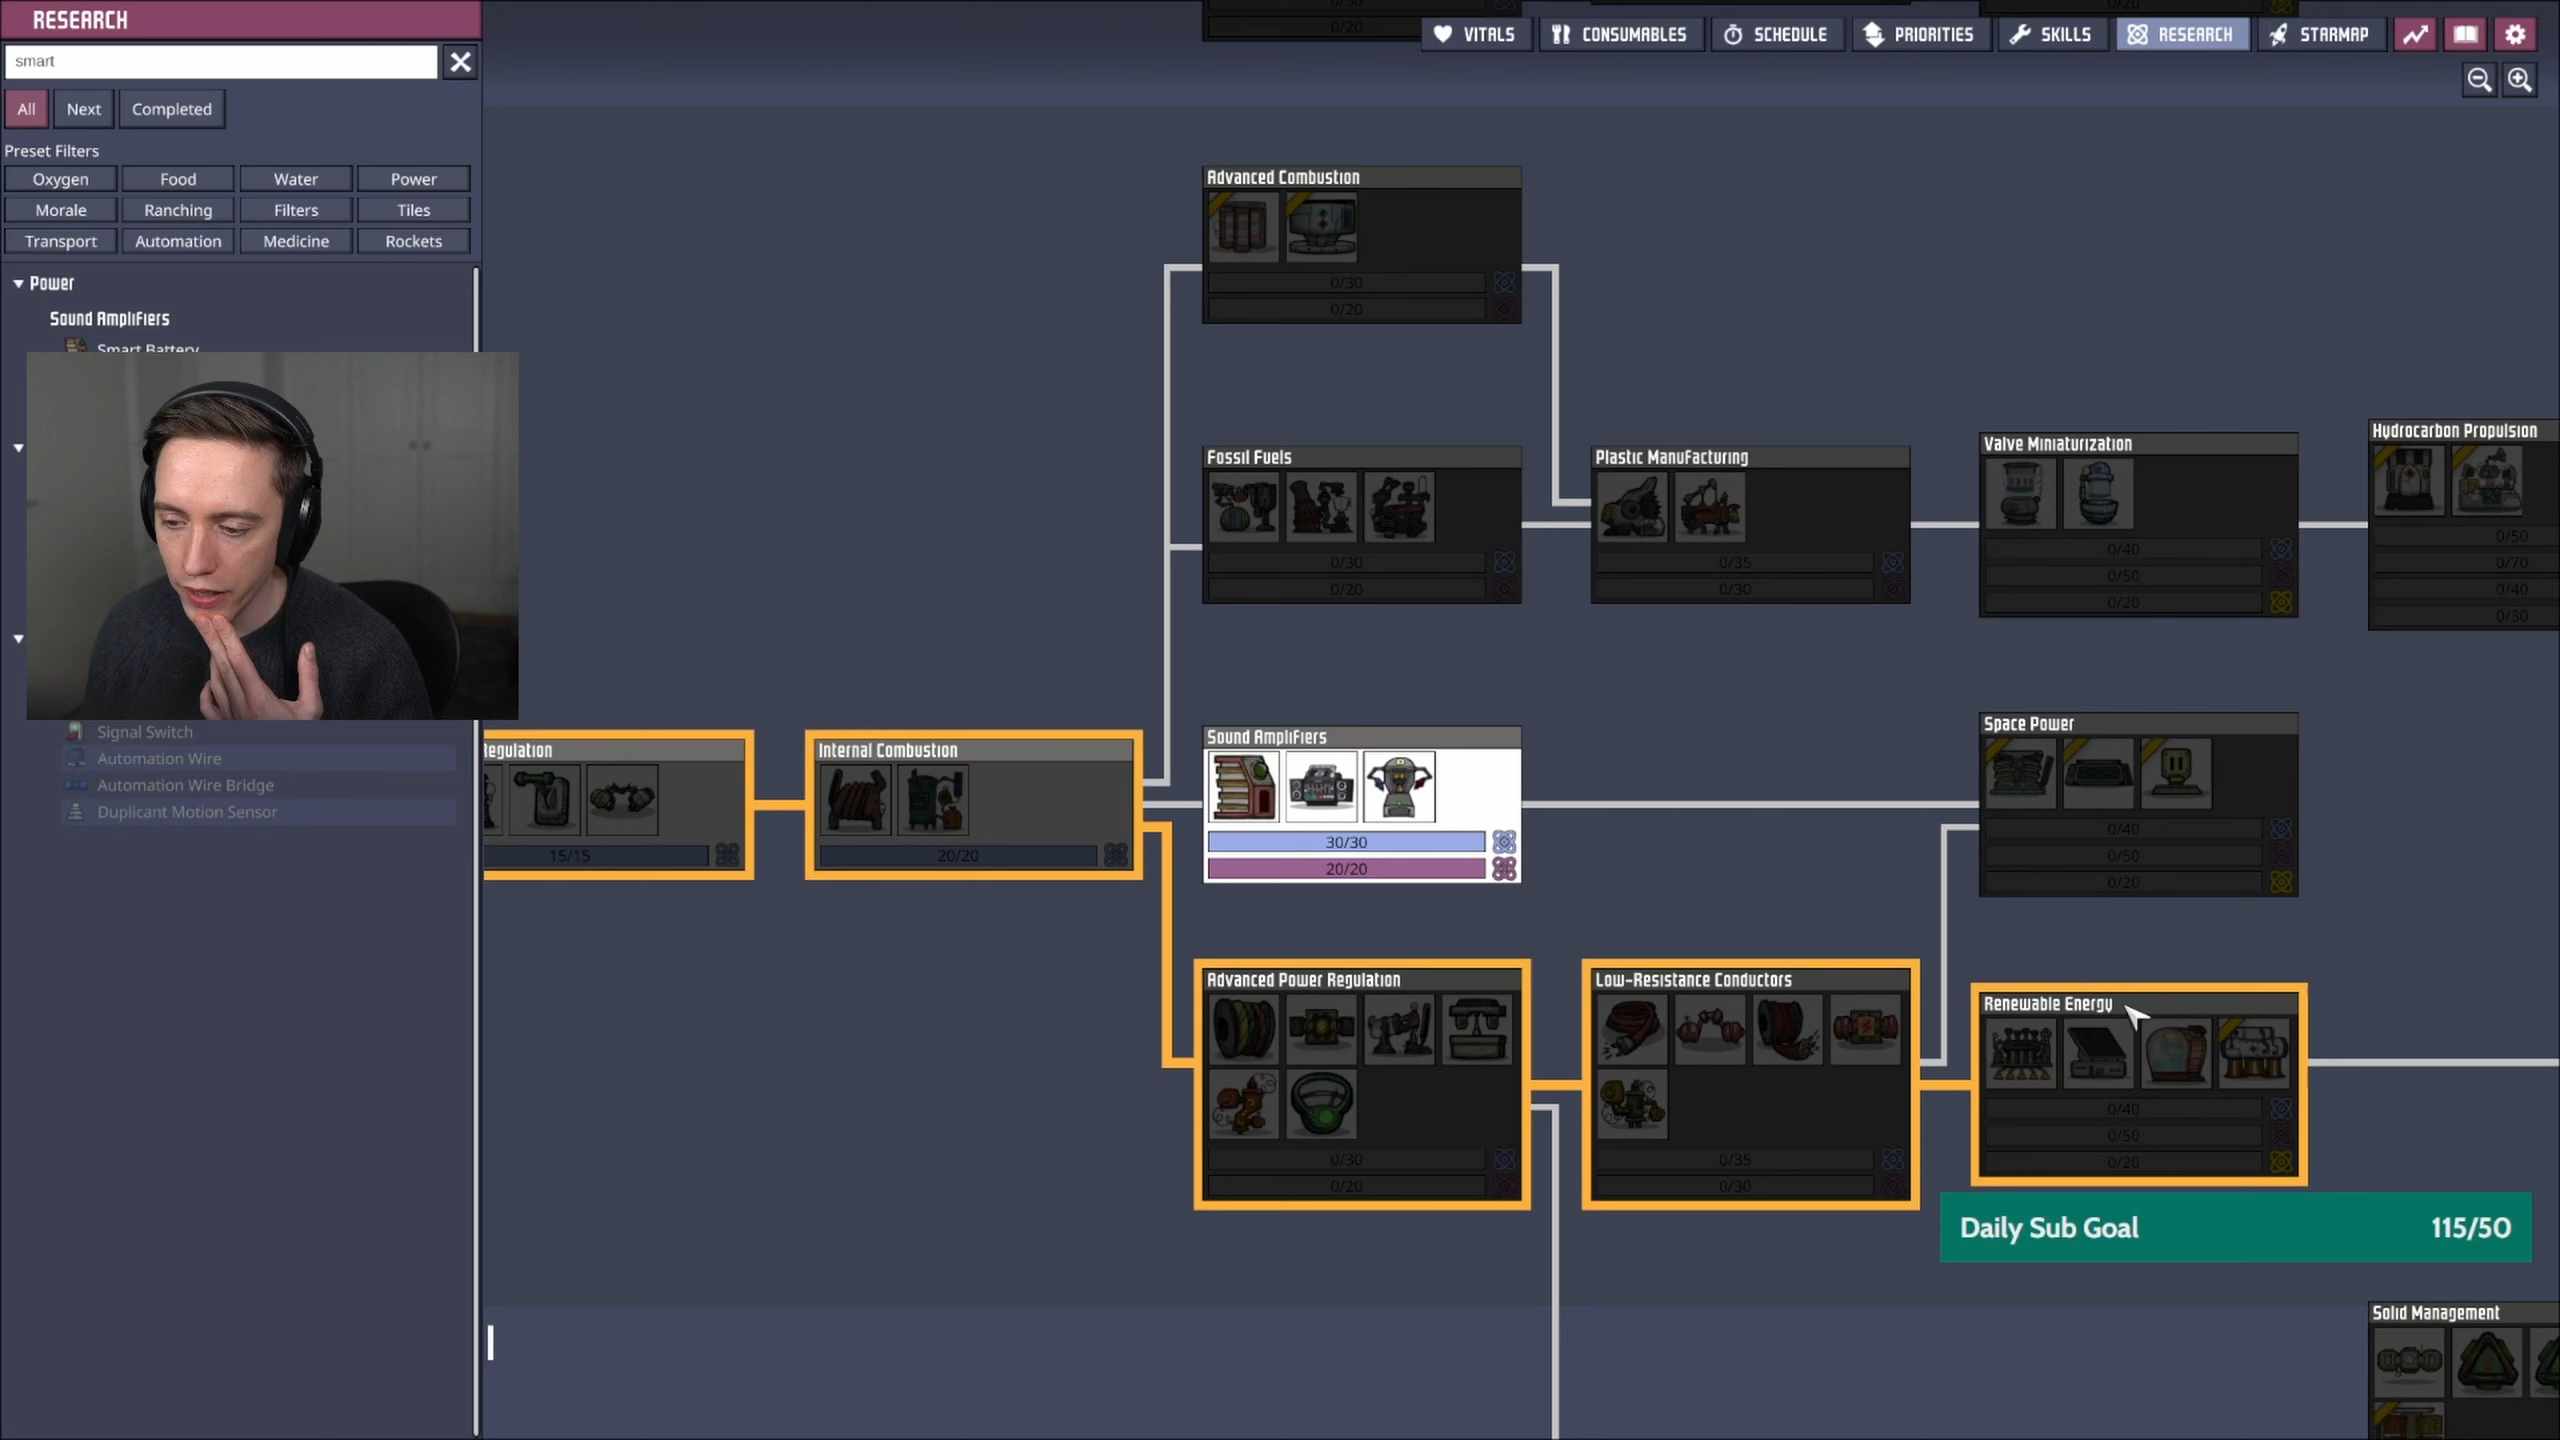 RESEARCH
VITALS
CONSUMABLES
SCHEDULE
PRIORITIES
SKILLS
RESEARCH
STARMAP
smart
All
Next
Completed
Preset Filters
Oxygen
Food
Water
Power
Morale
Ranching
Filters
Tiles
Transport
Automation
Medicine
Rockets
Power
Sound Amplifiers
Smart Battery
Signal Switch
Automation Wire
Automation Wire Bridge
Duplicant Motion Sensor
0/20
Advanced Combustion
0/30
0/20
Fossil Fuels
0/30
0/20
Plastic Manufacturing
0/35
0/30
Valve Miniaturization
0/40
0/50
0/20
Hydrocarbon Propulsion
0/50
0/70
0/40
0/30
Regulation
15/15
Internal Combustion
20/20
Sound Amplifiers
30/30
20/20
Space Power
0/40
0/50
0/20
Advanced Power Regulation
0/30
0/20
Low-Resistance Conductors
0/35
0/30
Renewable Energy
0/40
0/50
0/20
Daily Sub Goal 115/50
Solid Management